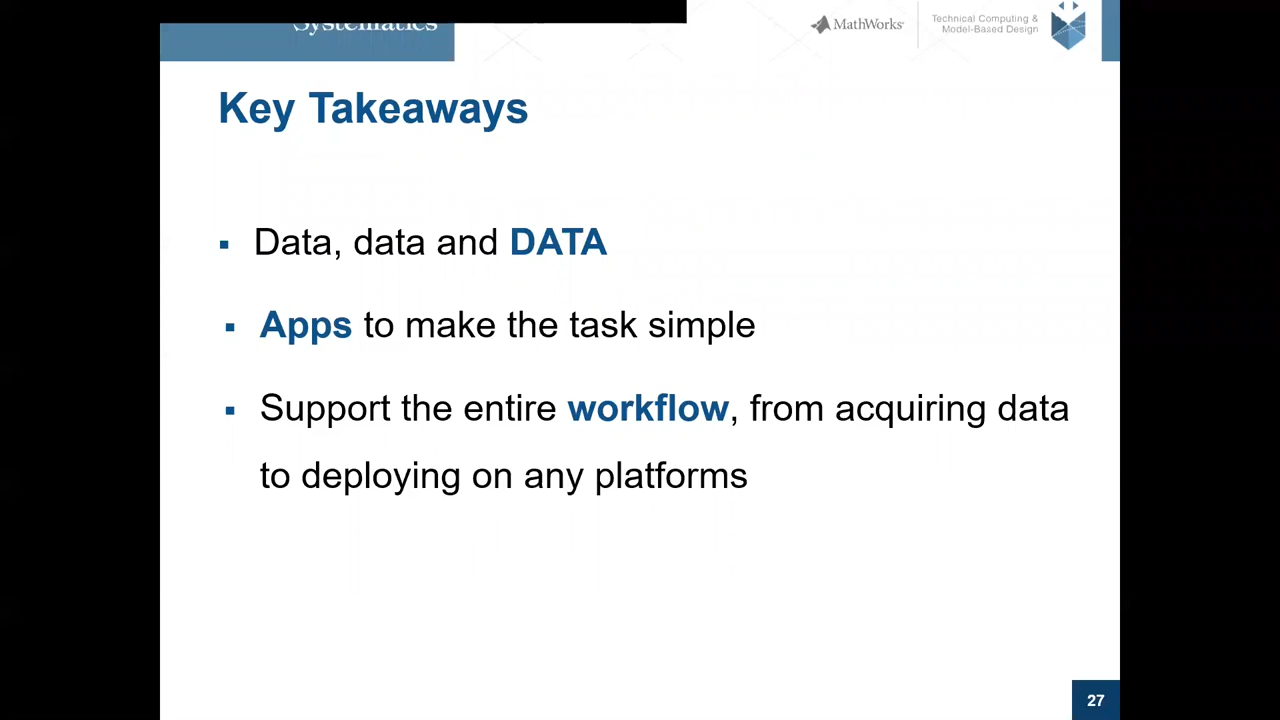 Systematics
MathWorks
Technical Computing &
Model-Based Design
Key Takeaways
▪ Data, data and DATA
▪ Apps to make the task simple
▪ Support the entire workflow, from acquiring data
to deploying on any platforms
27